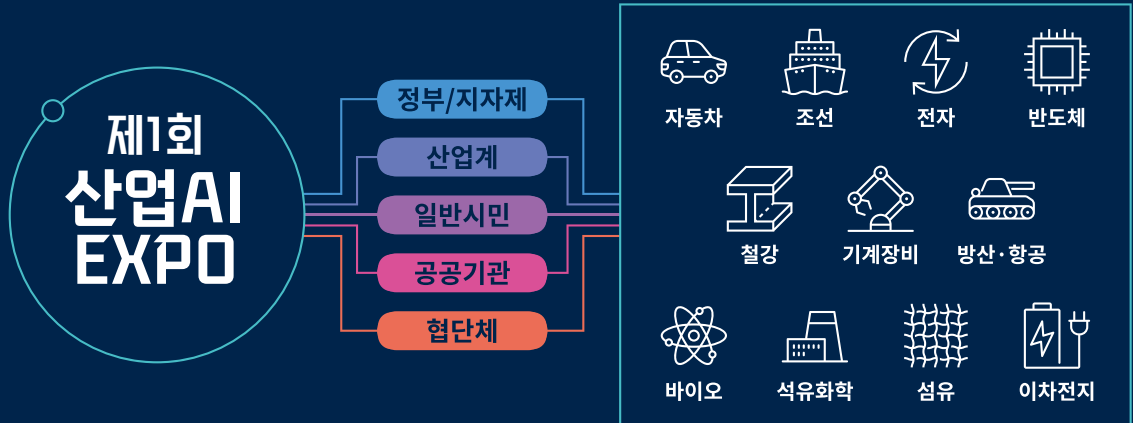 제1회
산업AI
EXPO
정부/지자제
산업계
일반시민
공공기관
협단체
자동차
조선
전자
반도체
철강
기계장비
방산·항공
바이오
석유화학
섬유
이차전지